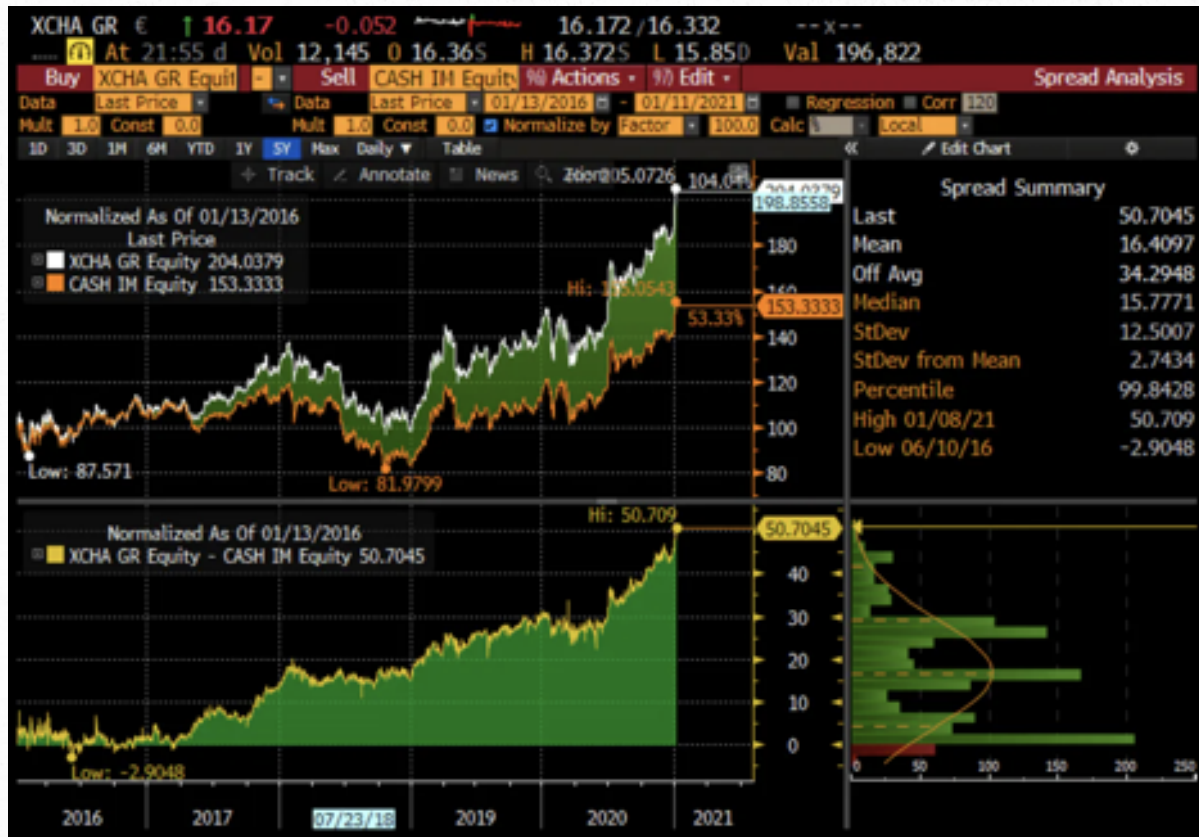 XCHA GR € ↑ 16.17 -0.052 16.172/16.332 --x--
At 21:55 d Vol 12,145 O 16.36S H 16.372S L 15.85D Val 196,822
Buy XCHA GR Equit - Sell CASH IM Equity 96) Actions 97) Edit Spread Analysis
Data Last Price Data Last Price 01/13/2016 - 01/11/2021 Regression Corr 120
Mult 1.0 Const 0.0 Mult 1.0 Const 0.0 Normalize by Factor 100.0 Calc % Local
1D 3D 1M 6M YTD 1Y 5Y Max Daily ▼ Table « Edit Chart
Track Annotate News 205.0726 104.04%
Normalized As Of 01/13/2016
Last Price
XCHA GR Equity 204.0379
CASH IM Equity 153.3333
204.0379
198.8558
180
160
153.3333
53.33%
140
120
100
80
Low: 87.571
Low: 81.9799
Spread Summary
Last 50.7045
Mean 16.4097
Off Avg 34.2948
Median 15.7771
StDev 12.5007
StDev from Mean 2.7434
Percentile 99.8428
High 01/08/21 50.709
Low 06/10/16 -2.9048
Normalized As Of 01/13/2016
XCHA GR Equity - CASH IM Equity 50.7045
Hi: 50.709
50.7045
40
30
20
10
0
Low: -2.9048
0 50 100 150 200 250
2016 2017 07/23/18 2019 2020 2021